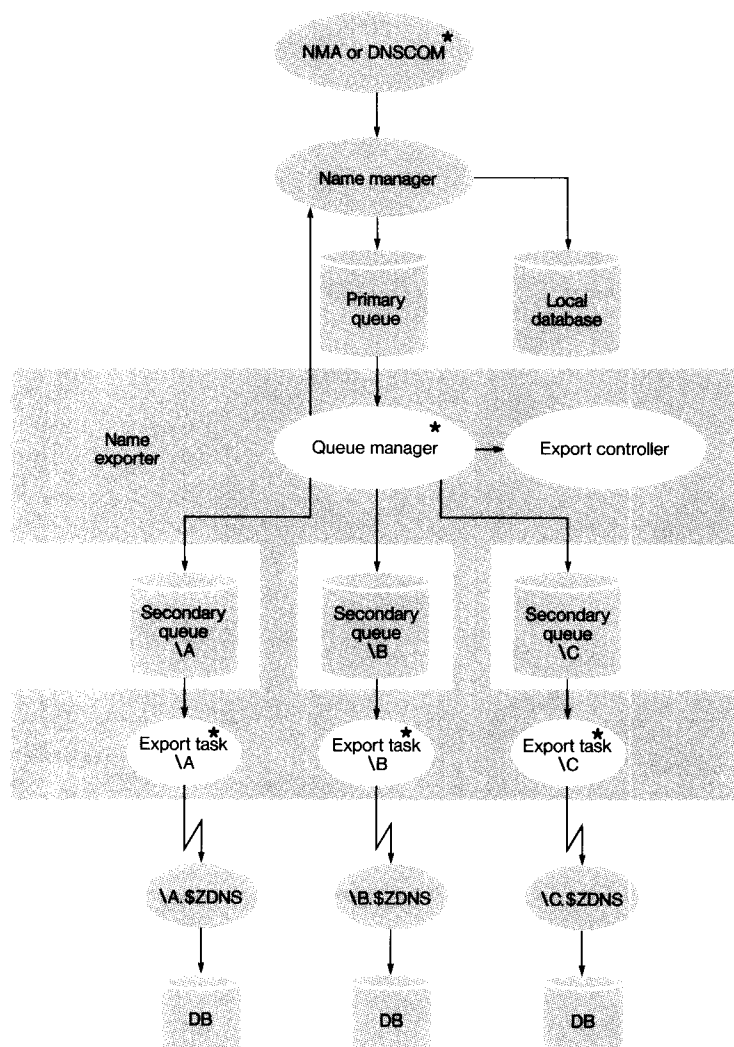 NMA or DNSCOM*
Name manager
Primary
queue
Local
database
Name
exporter
Queue manager*
Export controller
Secondary
queue
\A
Secondary
queue
\B
Secondary
queue
\C
Export task*
\A
Export task*
\B
Export task*
\C
\A.$ZDNS
\B.$ZDNS
\C.$ZDNS
DB
DB
DB